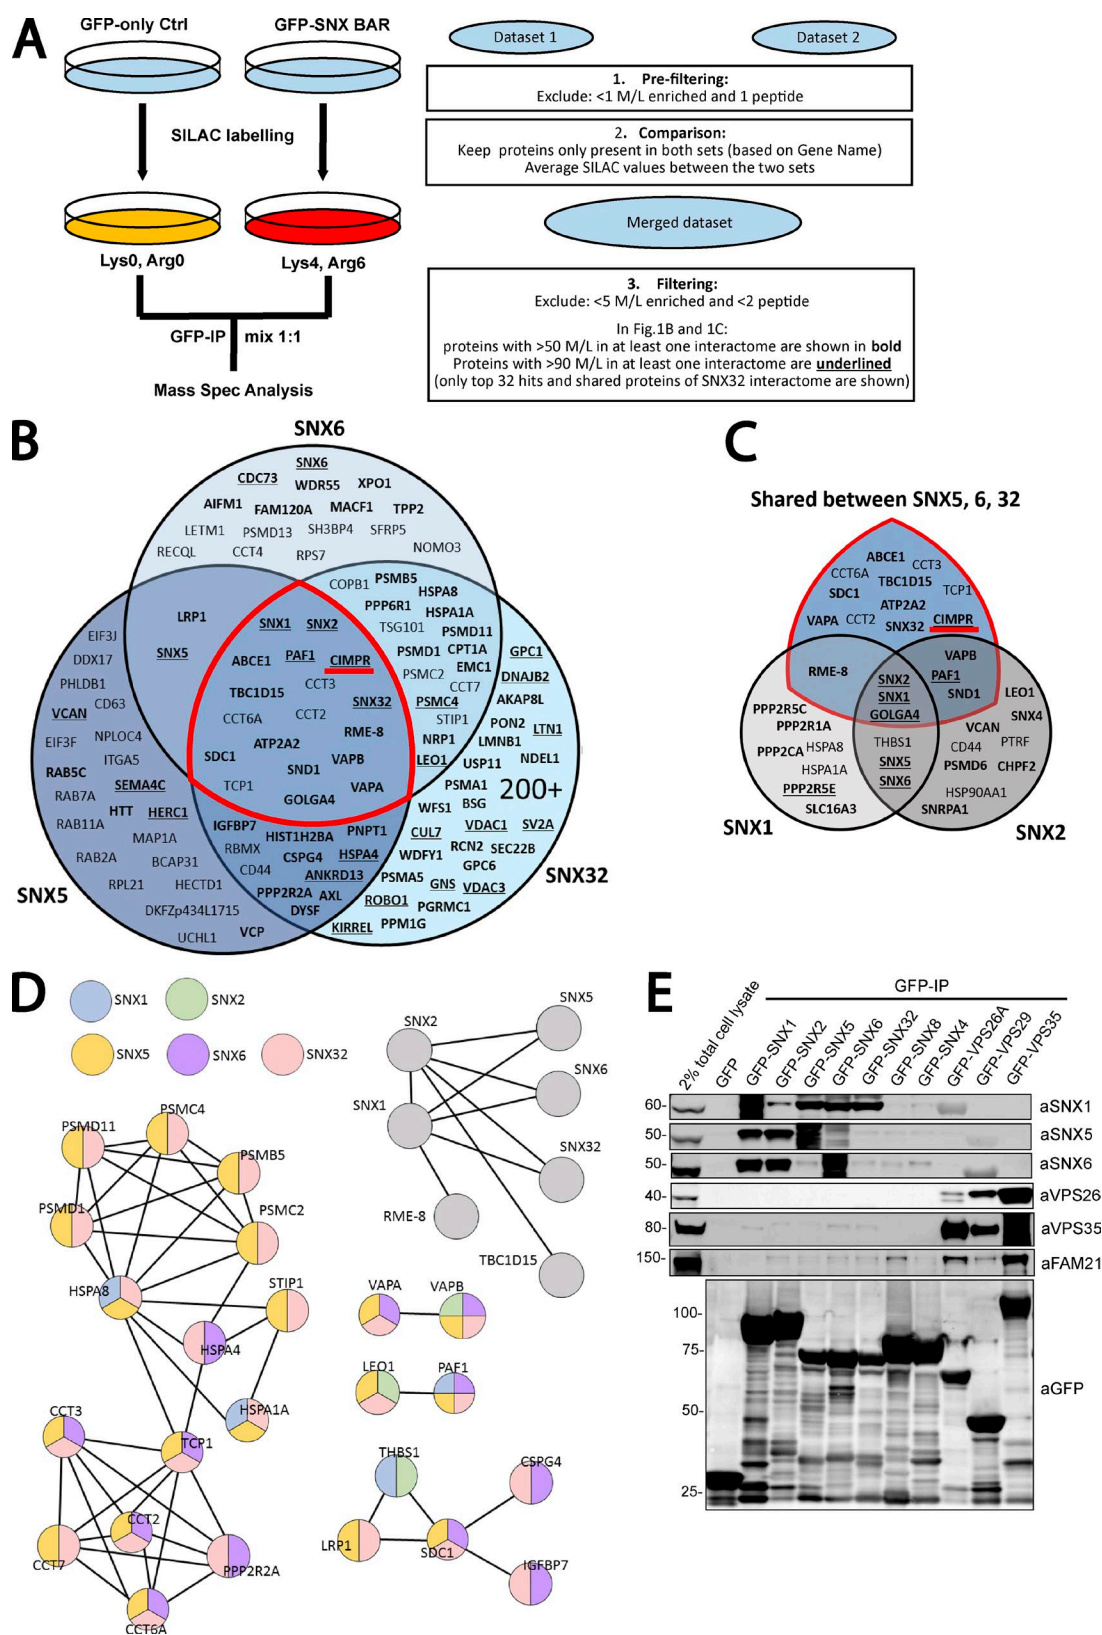 A
GFP-only Ctrl
GFP-SNX BAR
SILAC labelling
Lys0, Arg0
Lys4, Arg6
GFP-IP
mix 1:1
Mass Spec Analysis
Dataset 1
Dataset 2
1. Pre-filtering:
Exclude: <1 M/L enriched and 1 peptide
2. Comparison:
Keep proteins only present in both sets (based on Gene Name)
Average SILAC values between the two sets
Merged dataset
3. Filtering:
Exclude: <5 M/L enriched and <2 peptide
In Fig.1B and 1C:
proteins with >50 M/L in at least one interactome are shown in bold
Proteins with >90 M/L in at least one interactome are underlined
(only top 32 hits and shared proteins of SNX32 interactome are shown)
B
SNX6
SNX6
CDC73
WDR55
XPO1
AIFM1
FAM120A
MACF1
TPP2
LETM1
PSMD13
SH3BP4
SFRP5
RECQL
CCT4
RPS7
NOMO3
COPB1
PSMB5
HSPA8
PPP6R1
HSPA1A
TSG101
PSMD11
PSMD1
CPT1A
EMC1
PSMC2
CCT7
PSMC4
STIP1
NRP1
LEO1
LRP1
SNX5
SNX1
SNX2
ABCE1
PAF1
CIMPR
CCT3
TBC1D15
SNX32
CCT6A
CCT2
RME-8
ATP2A2
SDC1
VAPB
SND1
TCP1
VAPA
GOLGA4
EIF3J
DDX17
PHLDB1
CD63
VCAN
NPLOC4
EIF3F
ITGA5
RAB5C
SEMA4C
RAB7A
HTT
HERC1
RAB11A
MAP1A
RAB2A
BCAP31
RPL21
HECTD1
DKFZp434L1715
UCHL1
VCP
SNX5
IGFBP7
HIST1H2BA
PNPT1
RBMX
CSPG4
HSPA4
CD44
ANKRD13
PPP2R2A
AXL
DYSF
GPC1
DNAJB2
AKAP8L
PON2
LTN1
LMNB1
USP11
NDEL1
PSMA1
200+
WFS1
BSG
CUL7
VDAC1
SV2A
WDFY1
RCN2
SEC22B
GPC6
PSMA5
GNS
VDAC3
ROBO1
PGRMC1
KIRREL
PPM1G
SNX32
C
Shared between SNX5, 6, 32
ABCE1
CCT6A
CCT3
TBC1D15
SDC1
TCP1
ATP2A2
VAPA
CCT2
SNX32
CIMPR
RME-8
VAPB
SNX2
PAF1
SNX1
SND1
GOLGA4
LEO1
SNX4
PPP2R5C
PPP2R1A
VCAN
THBS1
PTRF
PPP2CA
HSPA8
CD44
SNX5
PSMD6
CHPF2
HSPA1A
SNX6
PPP2R5E
HSP90AA1
SLC16A3
SNRPA1
SNX1
SNX2
D
SNX1
SNX2
SNX5
SNX6
SNX32
PSMC4
PSMD11
PSMB5
PSMD1
PSMC2
HSPA8
STIP1
HSPA4
HSPA1A
CCT3
TCP1
CCT2
CCT7
PPP2R2A
CCT6A
SNX5
SNX2
SNX6
SNX1
SNX32
RME-8
TBC1D15
VAPA
VAPB
LEO1
PAF1
THBS1
CSPG4
LRP1
SDC1
IGFBP7
E
GFP-IP
2% total cell lysate
GFP
GFP-SNX1
GFP-SNX2
GFP-SNX5
GFP-SNX6
GFP-SNX32
GFP-SNX8
GFP-SNX4
GFP-VPS26A
GFP-VPS29
GFP-VPS35
60-
aSNX1
50-
aSNX5
50-
aSNX6
40-
aVPS26
80-
aVPS35
150-
aFAM21
100-
75-
aGFP
50-
25-